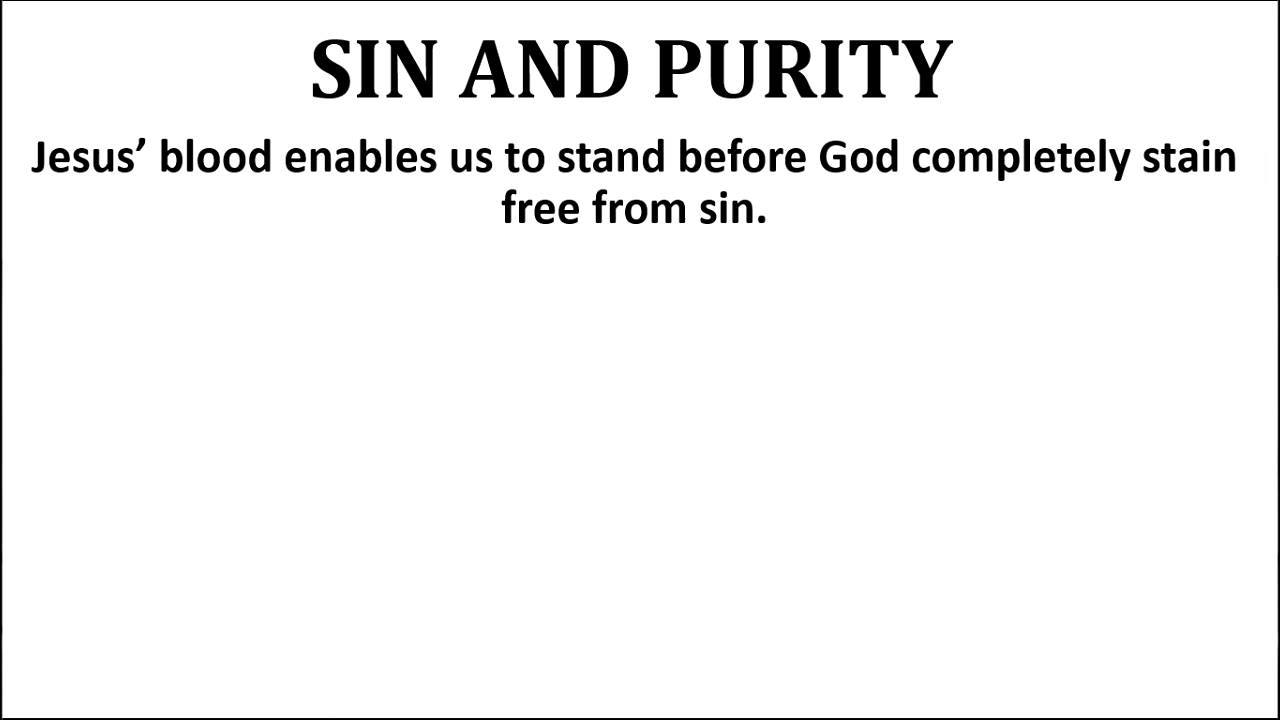 SIN AND PURITY
Jesus’ blood enables us to stand before God completely stain
free from sin.